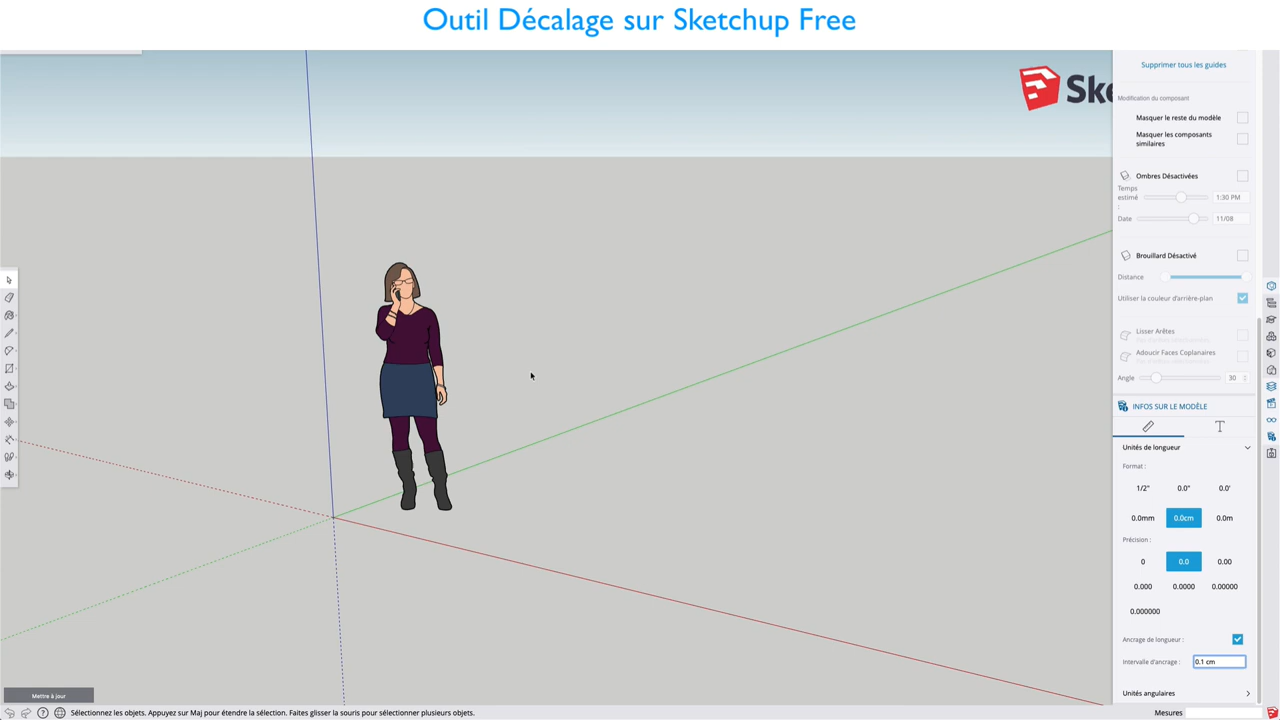 Outil Décalage sur Sketchup Free
Supprimer tous les guides
Ske
Modification du composant
Masquer le reste du modèle
Masquer les composants
similaires
Ombres Désactivées
Temps
estimé
:
1:30 PM
Date
11/08
Brouillard Désactivé
Distance
Utiliser la couleur d'arrière-plan
Lisser Arêtes
Adoucir Faces Coplanaires
Angle
30
INFOS SUR LE MODÈLE
T
Unités de longueur
Format :
1/2" 0.0" 0.0'
0.0mm 0.0cm 0.0m
Précision :
0 0.0 0.00
0.000 0.0000 0.00000
0.000000
Ancrage de longueur :
Intervalle d'ancrage : 0.1 cm
Unités angulaires
Mettre à jour
Sélectionnez les objets. Appuyez sur Maj pour étendre la sélection. Faites glisser la souris pour sélectionner plusieurs objets.
Mesures